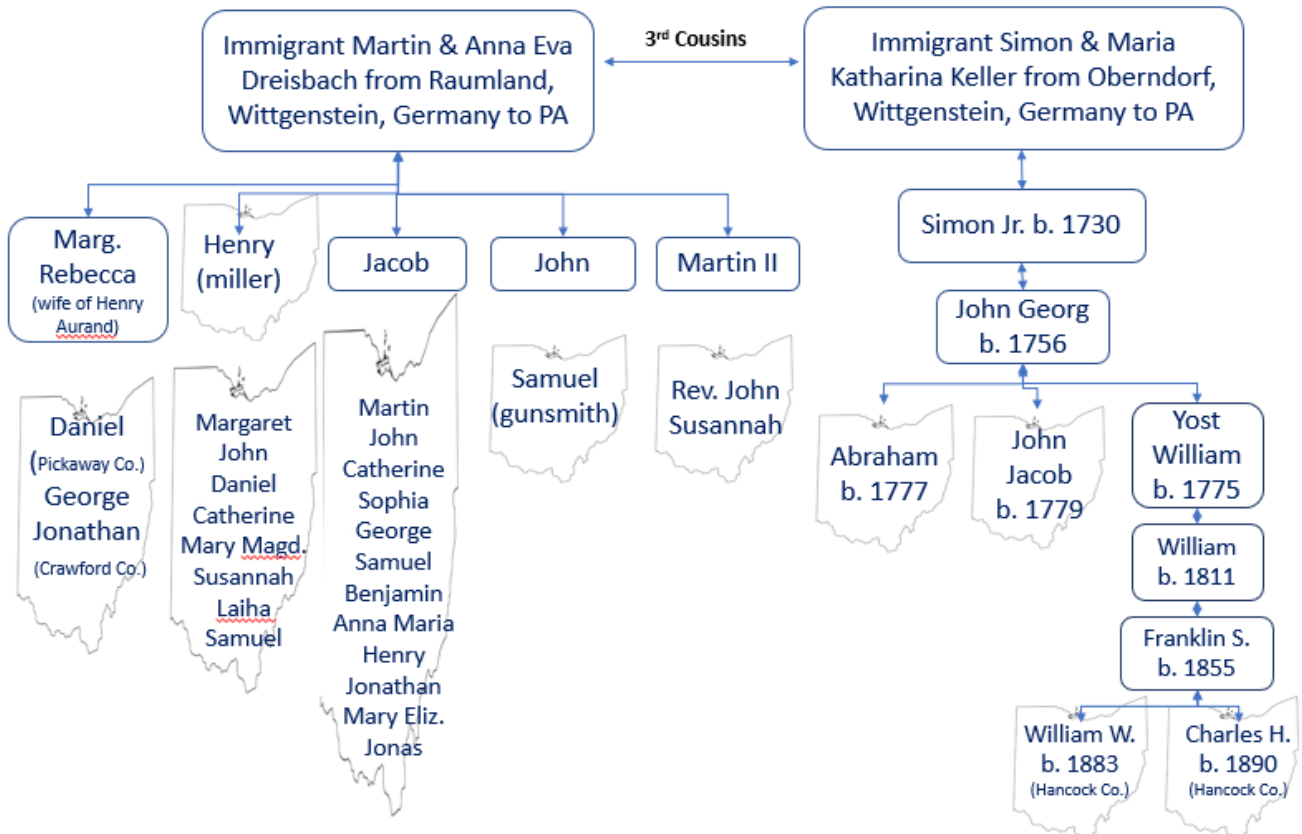 Immigrant Martin & Anna Eva
Dreisbach from Raumland,
Wittgenstein, Germany to PA
3rd Cousins
Immigrant Simon & Maria
Katharina Keller from Oberndorf,
Wittgenstein, Germany to PA
Marg.
Rebecca
(wife of Henry
Aurand)
Henry
(miller)
Jacob
John
Martin II
Simon Jr. b. 1730
John Georg
b. 1756
Daniel
(Pickaway Co.)
George
Jonathan
(Crawford Co.)
Margaret
John
Daniel
Catherine
Mary Magd.
Susannah
Laiha
Samuel
Martin
John
Catherine
Sophia
George
Samuel
Benjamin
Anna Maria
Henry
Jonathan
Mary Eliz.
Jonas
Samuel
(gunsmith)
Rev. John
Susannah
Abraham
b. 1777
John
Jacob
b. 1779
Yost
William
b. 1775
William
b. 1811
Franklin S.
b. 1855
William W.
b. 1883
(Hancock Co.)
Charles H.
b. 1890
(Hancock Co.)